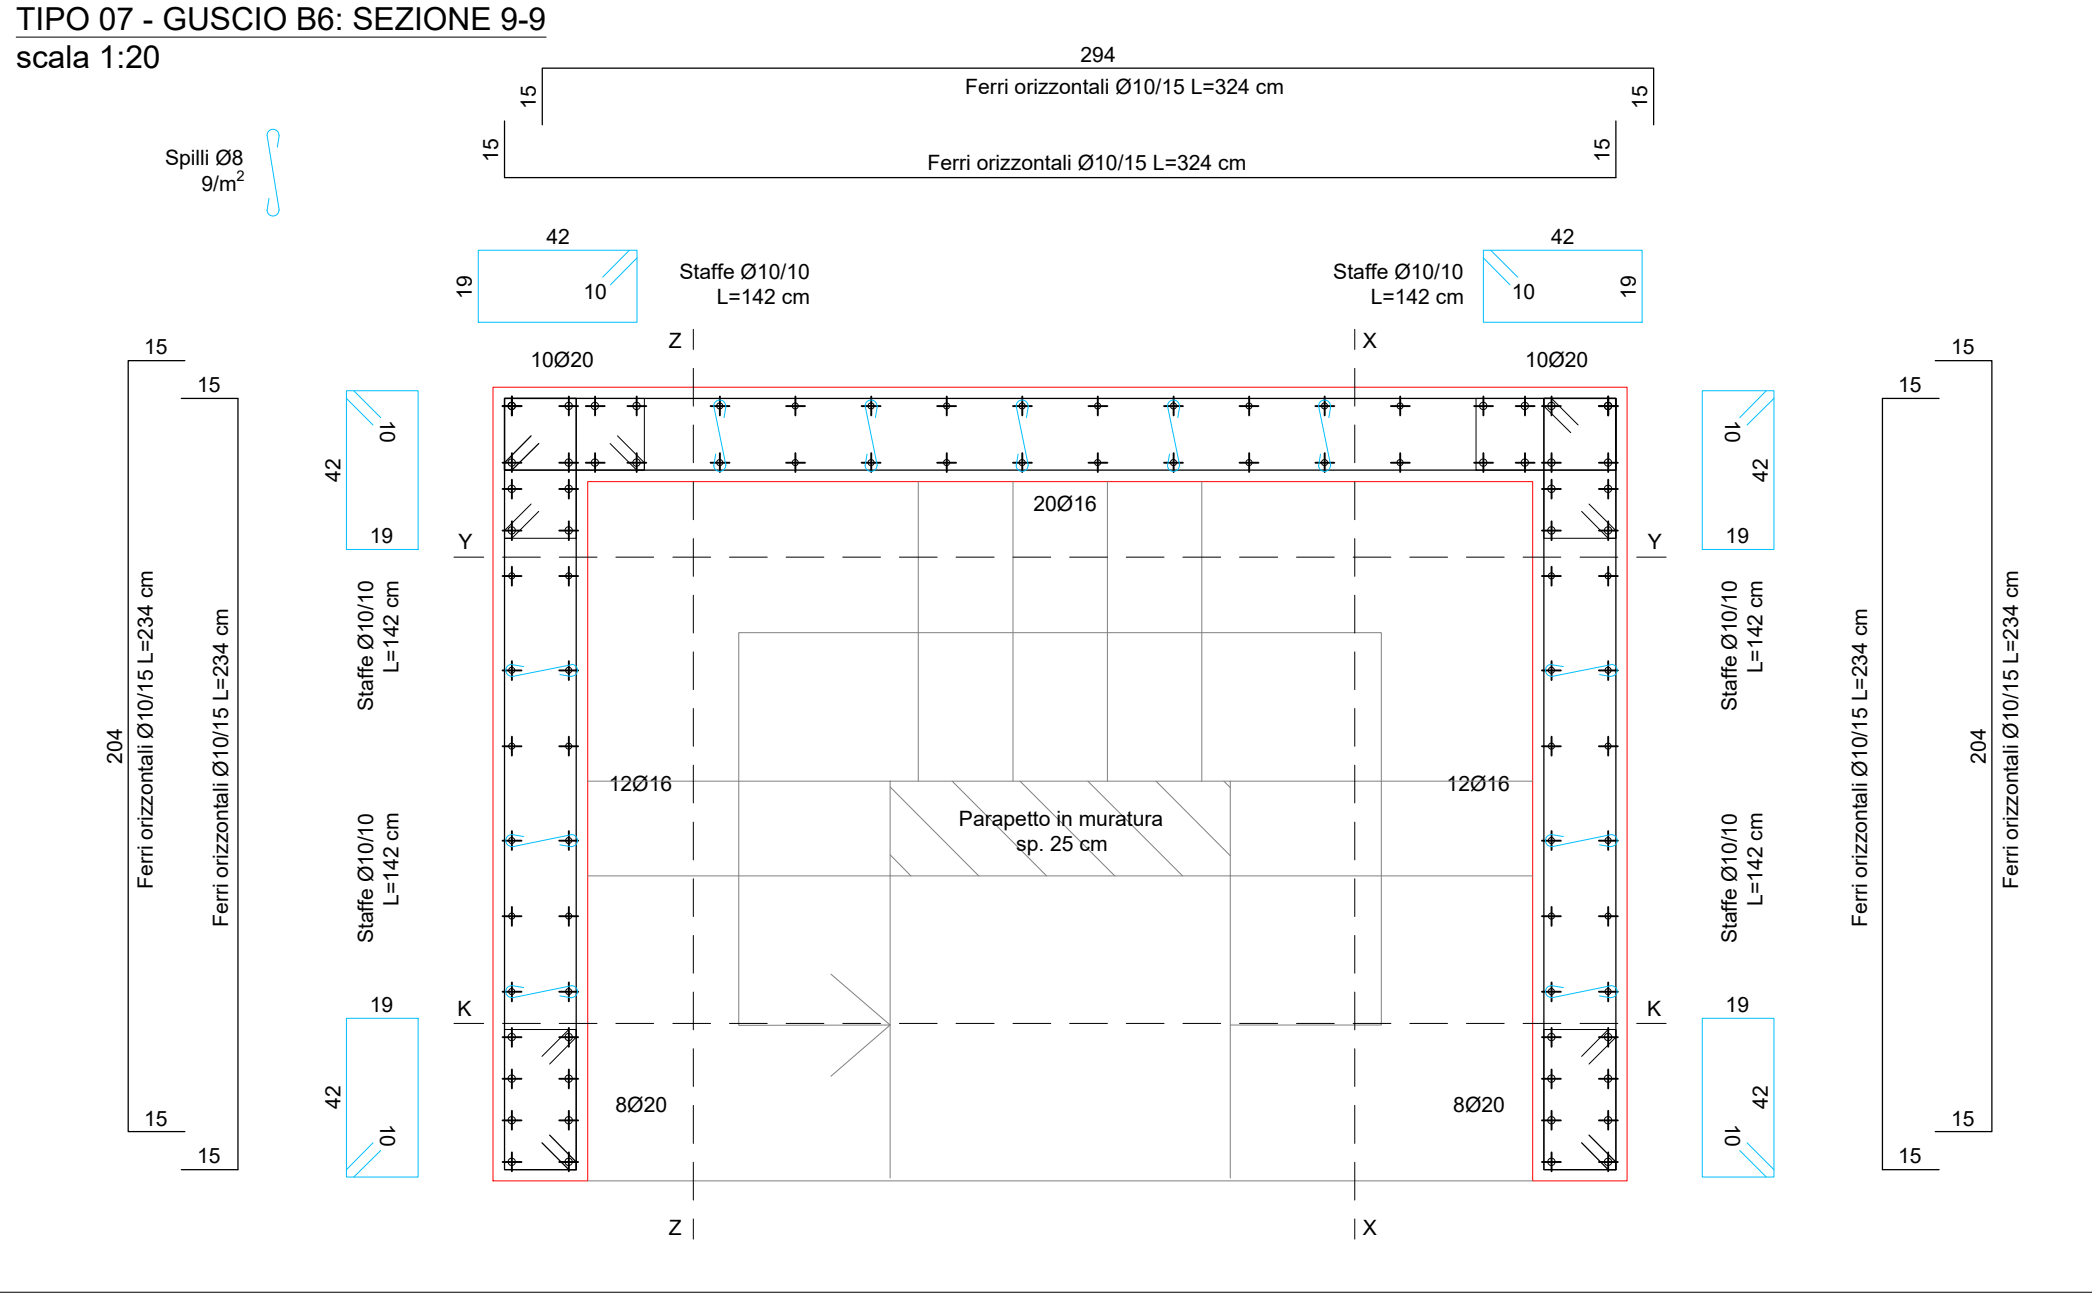 TIPO 07 - GUSCIO B6: SEZIONE 9-9
scala 1:20
294
Ferri orizzontali Ø10/15 L=324 cm
15
15
15
Ferri orizzontali Ø10/15 L=324 cm
15
Spilli Ø8
9/m²
42
19
10
Staffe Ø10/10
L=142 cm
Staffe Ø10/10
L=142 cm
42
10
19
Z
X
10Ø20
10Ø20
15
15
204
Ferri orizzontali Ø10/15 L=234 cm
Ferri orizzontali Ø10/15 L=234 cm
15
15
10
42
19
Staffe Ø10/10
L=142 cm
Staffe Ø10/10
L=142 cm
19
42
10
Y
Y
20Ø16
12Ø16
12Ø16
Parapetto in muratura
sp. 25 cm
K
K
8Ø20
8Ø20
Z
X
10
42
19
Staffe Ø10/10
L=142 cm
Staffe Ø10/10
L=142 cm
19
42
10
15
15
Ferri orizzontali Ø10/15 L=234 cm
204
Ferri orizzontali Ø10/15 L=234 cm
15
15